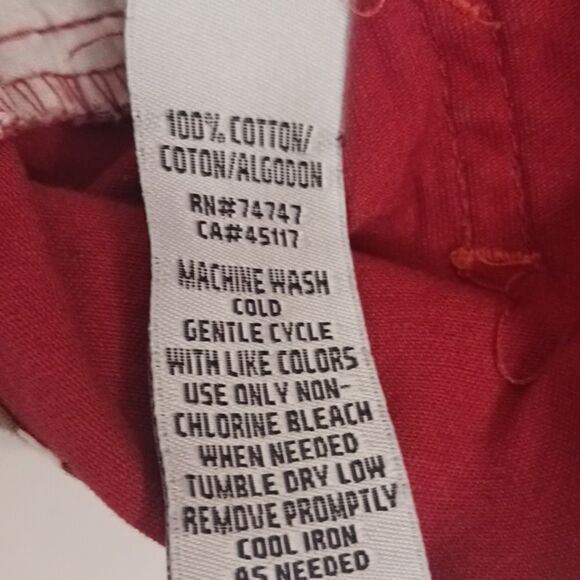 100% COTTON/
COTON/ALGODON
RN#74747
CA#45117
MACHINE WASH
COLD
GENTLE CYCLE
WITH LIKE COLORS
USE ONLY NON-
CHLORINE BLEACH
WHEN NEEDED
TUMBLE DRY LOW
REMOVE PROMPTLY
COOL IRON
AS NEEDED